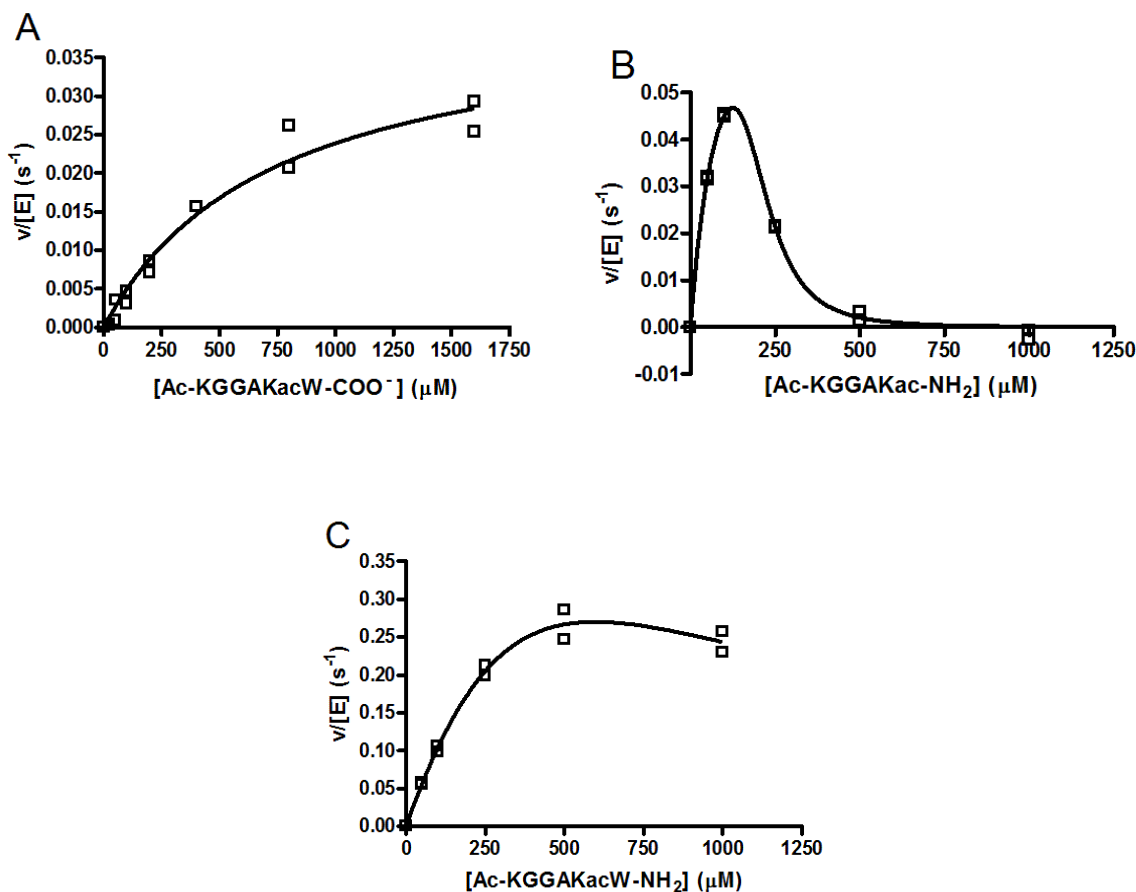 A
0.035
0.030
0.025
0.020
0.015
0.010
0.005
0.000
v/[E] (s⁻¹)
0 250 500 750 1000 1250 1500 1750
[Ac-KGGAKacW-COO⁻] (μM)
B
0.05
0.04
0.03
0.02
0.01
0.00
-0.01
v/[E] (s⁻¹)
250 500 750 1000 1250
[Ac-KGGAKac-NH₂] (μM)
C
0.35
0.30
0.25
0.20
0.15
0.10
0.05
0.00
v/[E] (s⁻¹)
0 250 500 750 1000 1250
[Ac-KGGAKacW-NH₂] (μM)